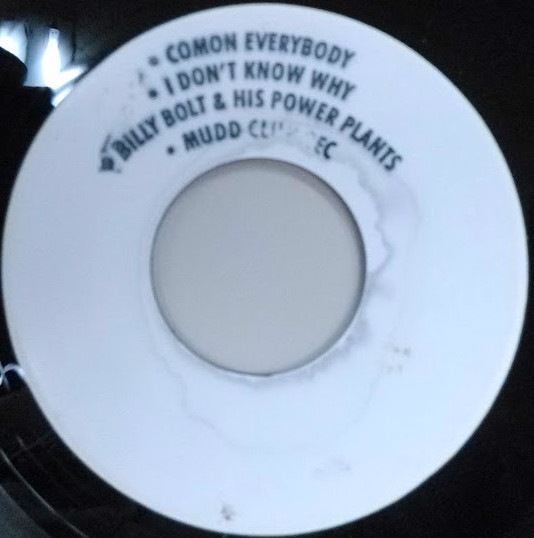 • COMON EVERYBODY
• I DON'T KNOW WHY
• BILLY BOLT & HIS POWER PLANTS
• MUDD